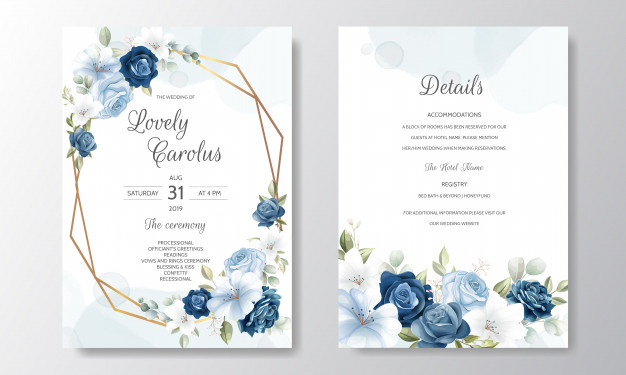 THE WEDDING OF
Lovely
Carolus
AUG
SATURDAY 31 AT 4 PM
2019
The ceremony
PROCESSIONAL
OFFICIANT'S GREETINGS
READINGS
VOWS AND RINGS CEREMONY
BLESSING & KISS
CONFETTI
RECESSIONAL
Details
ACCOMMODATIONS
A BLOCK OF ROOMS HAS BEEN RESERVED FOR OUR
GUESTS AT HOTEL NAME, PLEASE MENTION
HER/HIM WEDDING WHEN MAKING RESERVATIONS.
The Hotel Name
REGISTRY
BED BATH & BEYOND | HONEYFUND
FOR ADDITIONAL INFORMATION PLEASE VISIT OUR
OUR WEDDING WEBSITE